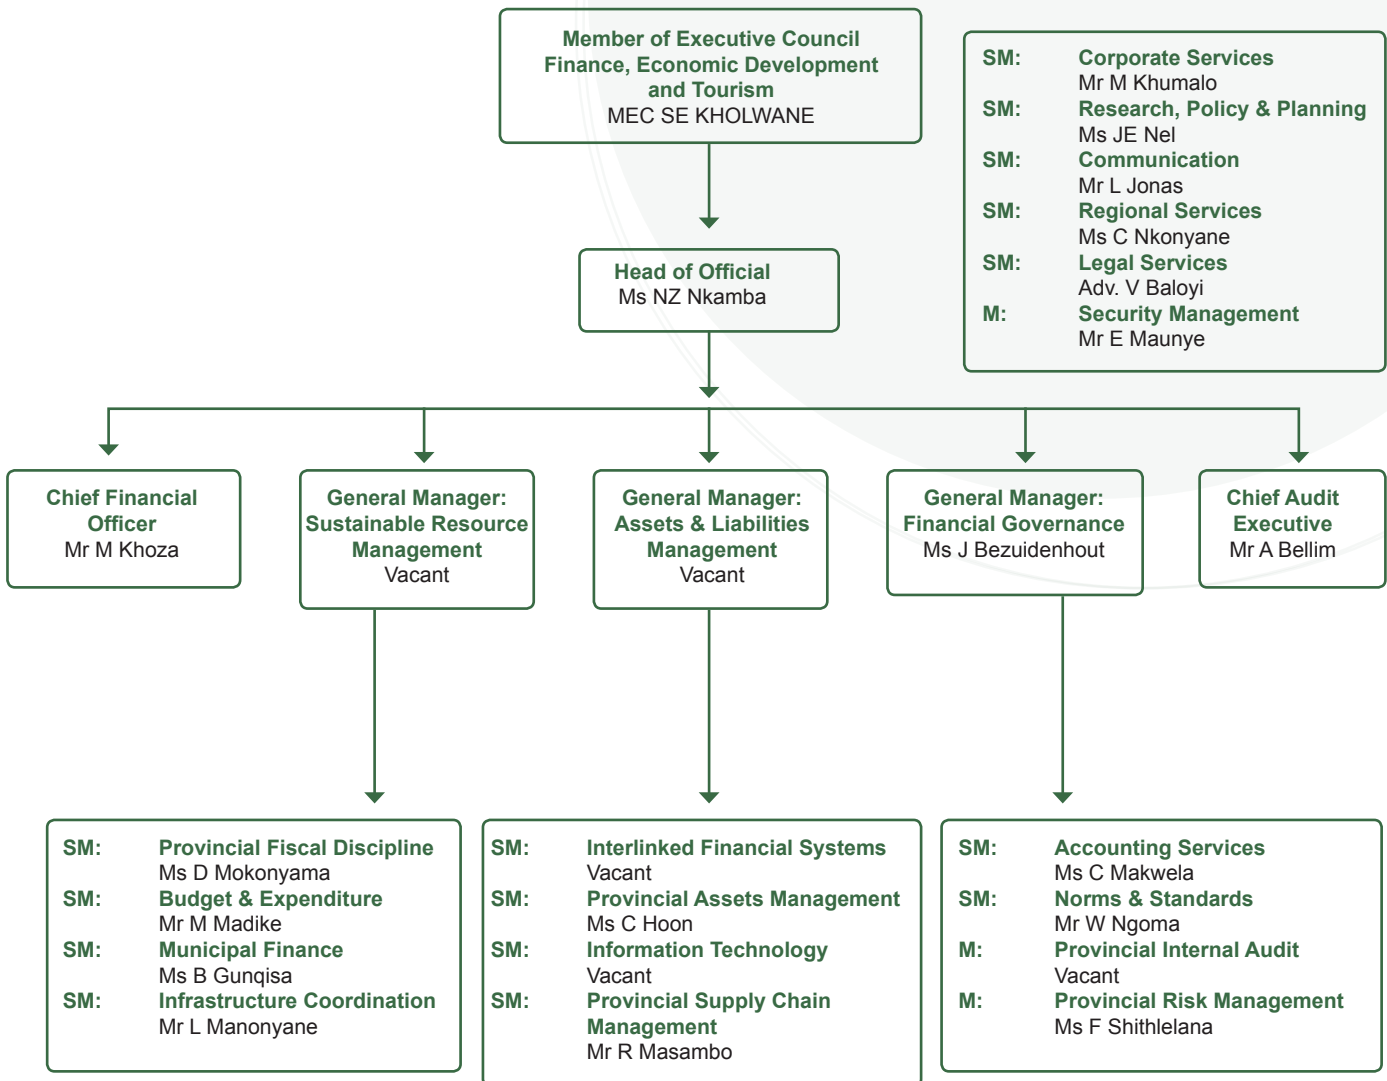 Member of Executive Council
Finance, Economic Development
and Tourism
MEC SE KHOLWANE
SM: Corporate Services
Mr M Khumalo
SM: Research, Policy & Planning
Ms JE Nel
SM: Communication
Mr L Jonas
SM: Regional Services
Ms C Nkonyane
SM: Legal Services
Adv. V Baloyi
M: Security Management
Mr E Maunye
Head of Official
Ms NZ Nkamba
Chief Financial
Officer
Mr M Khoza
General Manager:
Sustainable Resource
Management
Vacant
General Manager:
Assets & Liabilities
Management
Vacant
General Manager:
Financial Governance
Ms J Bezuidenhout
Chief Audit
Executive
Mr A Bellim
SM: Provincial Fiscal Discipline
Ms D Mokonyama
SM: Budget & Expenditure
Mr M Madike
SM: Municipal Finance
Ms B Gunqisa
SM: Infrastructure Coordination
Mr L Manonyane
SM: Interlinked Financial Systems
Vacant
SM: Provincial Assets Management
Ms C Hoon
SM: Information Technology
Vacant
SM: Provincial Supply Chain
Management
Mr R Masambo
SM: Accounting Services
Ms C Makwela
SM: Norms & Standards
Mr W Ngoma
M: Provincial Internal Audit
Vacant
M: Provincial Risk Management
Ms F Shithlelana